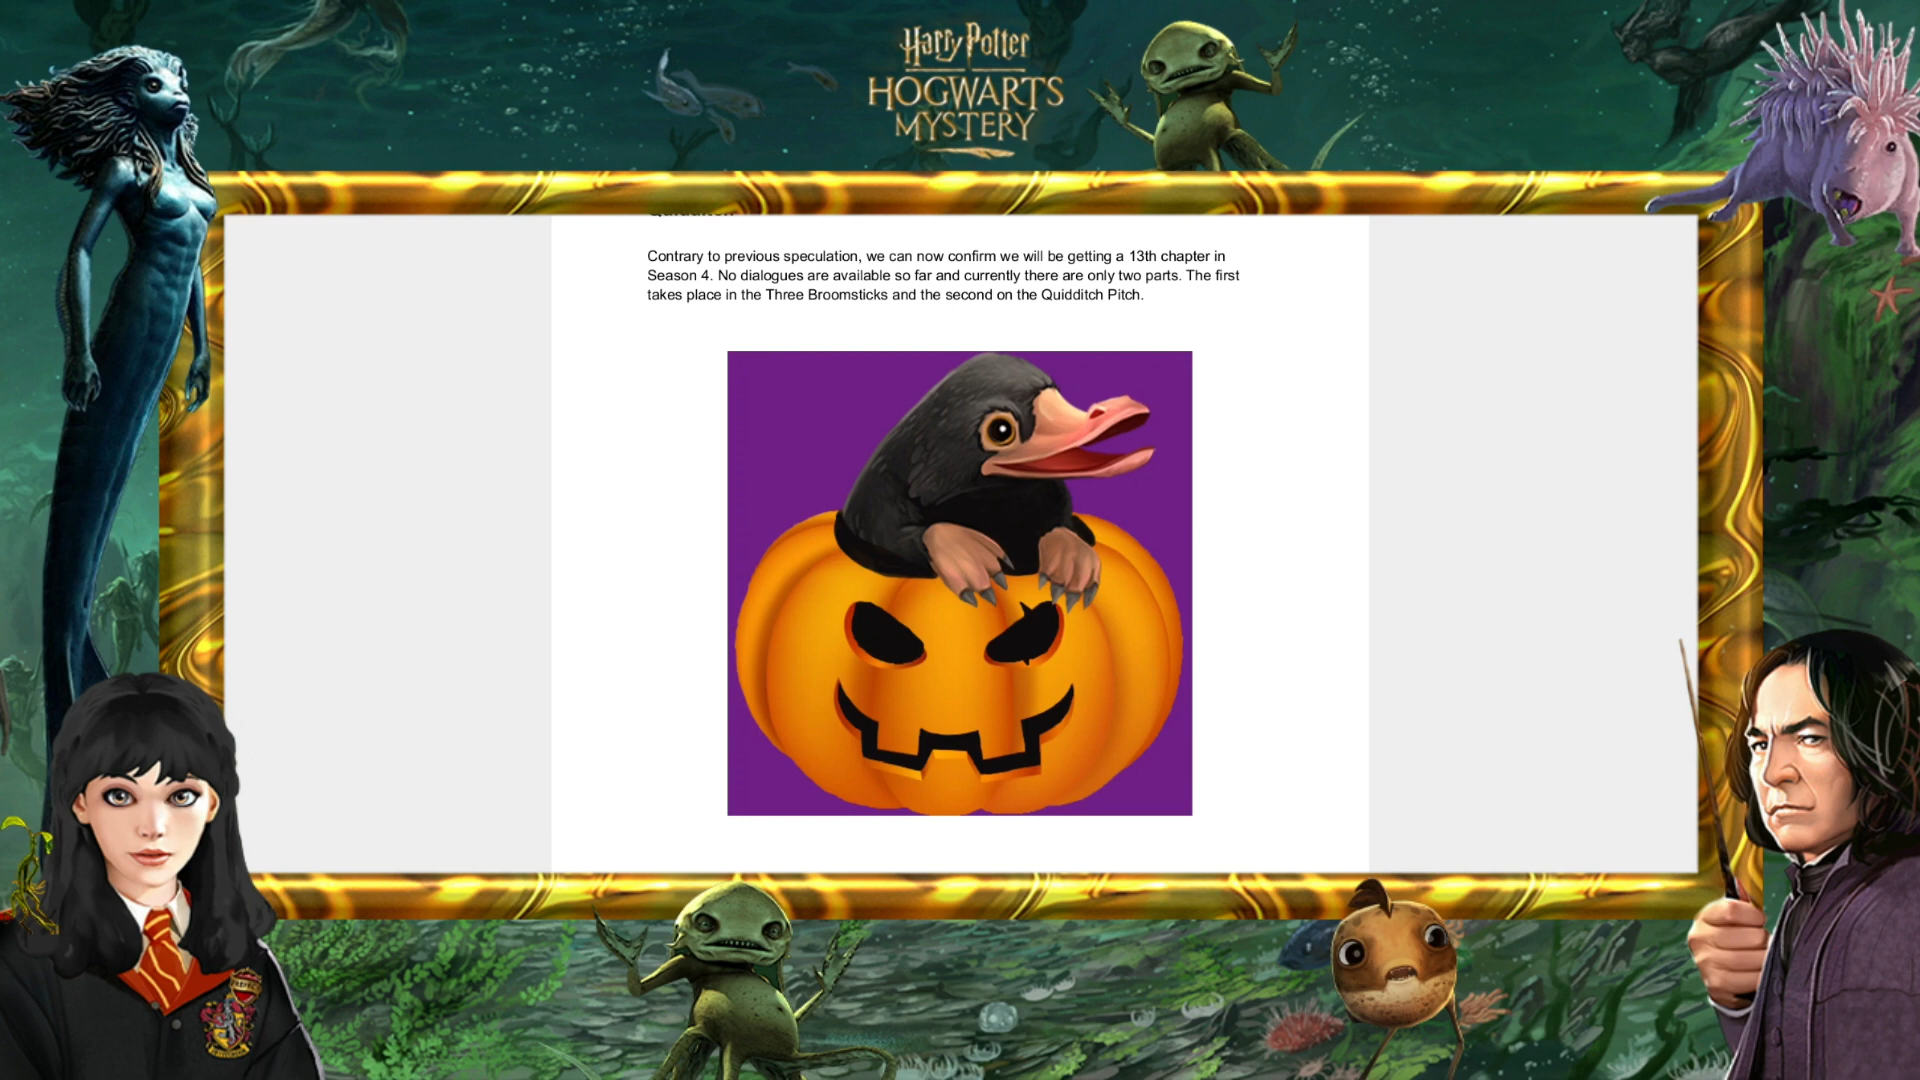 Harry Potter
HOGWARTS
MYSTERY
Contrary to previous speculation, we can now confirm we will be getting a 13th chapter in
Season 4. No dialogues are available so far and currently there are only two parts. The first
takes place in the Three Broomsticks and the second on the Quidditch Pitch.
PREFECT